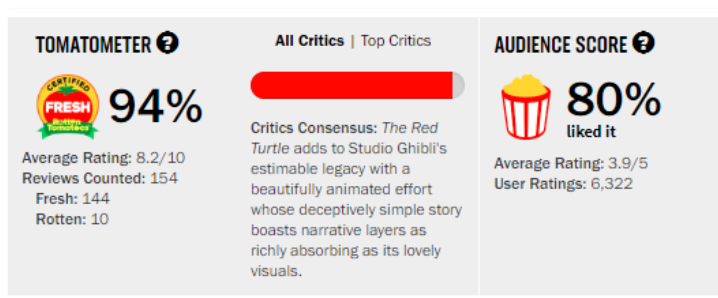 TOMATOMETER ?
CERTIFIED
FRESH
Rotten
Tomatoes
94%
Average Rating: 8.2/10
Reviews Counted: 154
Fresh: 144
Rotten: 10
All Critics | Top Critics
Critics Consensus: The Red
Turtle adds to Studio Ghibli's
estimable legacy with a
beautifully animated effort
whose deceptively simple story
boasts narrative layers as
richly absorbing as its lovely
visuals.
AUDIENCE SCORE ?
80%
liked it
Average Rating: 3.9/5
User Ratings: 6,322